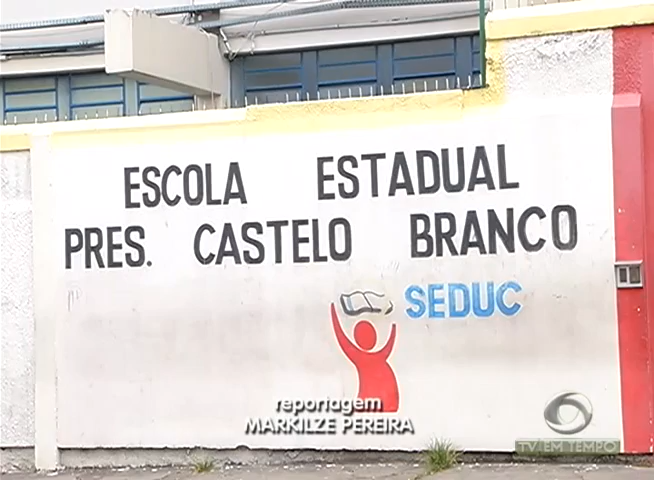 ESCOLA ESTADUAL
PRES. CASTELO BRANCO
SEDUC
reportagem
MARKILZE PEREIRA
TV EM TEMPO